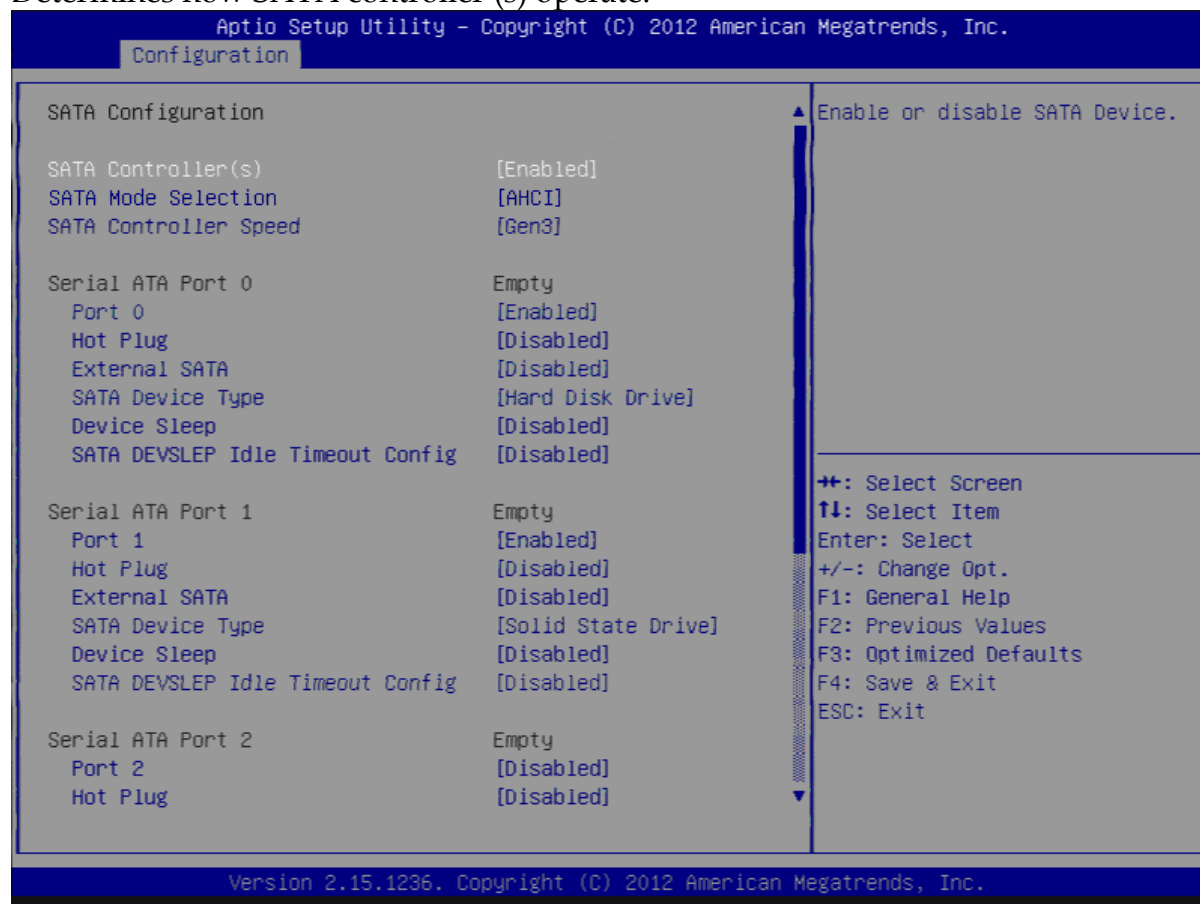 Determines how SATA controller (s) operate.
Aptio Setup Utility – Copyright (C) 2012 American Megatrends, Inc.
Configuration
SATA Configuration
SATA Controller(s) [Enabled]
SATA Mode Selection [AHCI]
SATA Controller Speed [Gen3]
Serial ATA Port 0 Empty
Port 0 [Enabled]
Hot Plug [Disabled]
External SATA [Disabled]
SATA Device Type [Hard Disk Drive]
Device Sleep [Disabled]
SATA DEVSLEP Idle Timeout Config [Disabled]
Serial ATA Port 1 Empty
Port 1 [Enabled]
Hot Plug [Disabled]
External SATA [Disabled]
SATA Device Type [Solid State Drive]
Device Sleep [Disabled]
SATA DEVSLEP Idle Timeout Config [Disabled]
Serial ATA Port 2 Empty
Port 2 [Disabled]
Hot Plug [Disabled]
Enable or disable SATA Device.
→←: Select Screen
↑↓: Select Item
Enter: Select
+/-: Change Opt.
F1: General Help
F2: Previous Values
F3: Optimized Defaults
F4: Save & Exit
ESC: Exit
Version 2.15.1236. Copyright (C) 2012 American Megatrends, Inc.